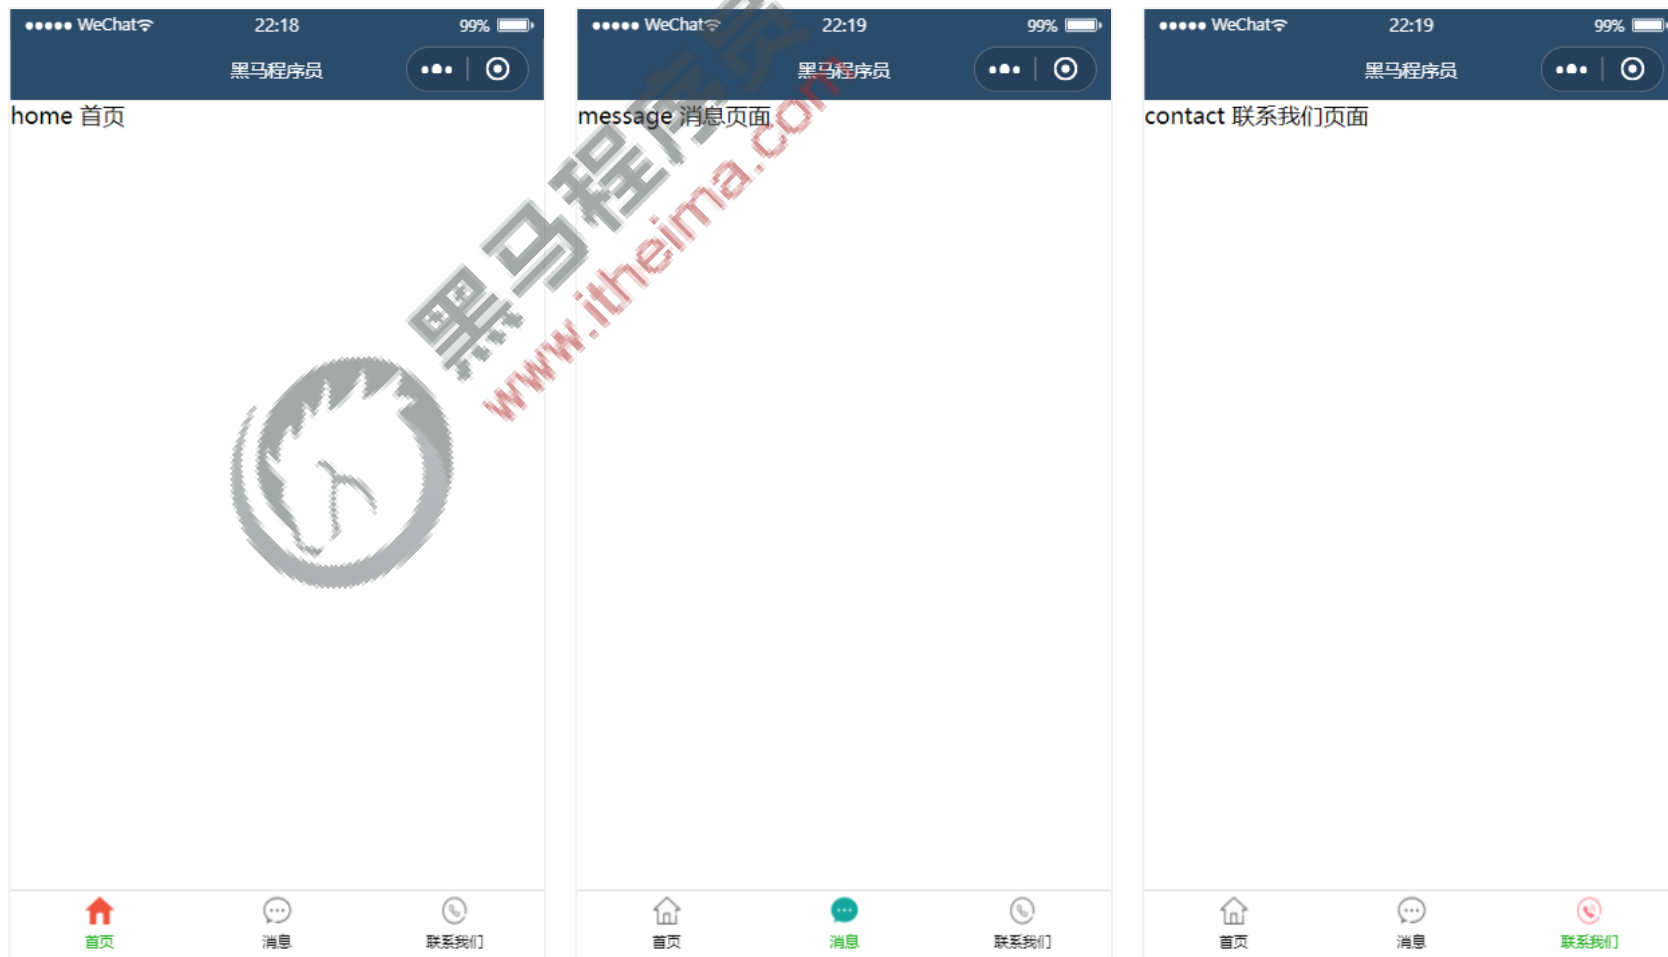 WeChat 22:18 99%
黑马程序员
home 首页
首页 消息 联系我们
WeChat 22:19 99%
黑马程序员
message 消息页面
首页 消息 联系我们
WeChat 22:19 99%
黑马程序员
contact 联系我们页面
首页 消息 联系我们
黑马程序员
www.itheima.com